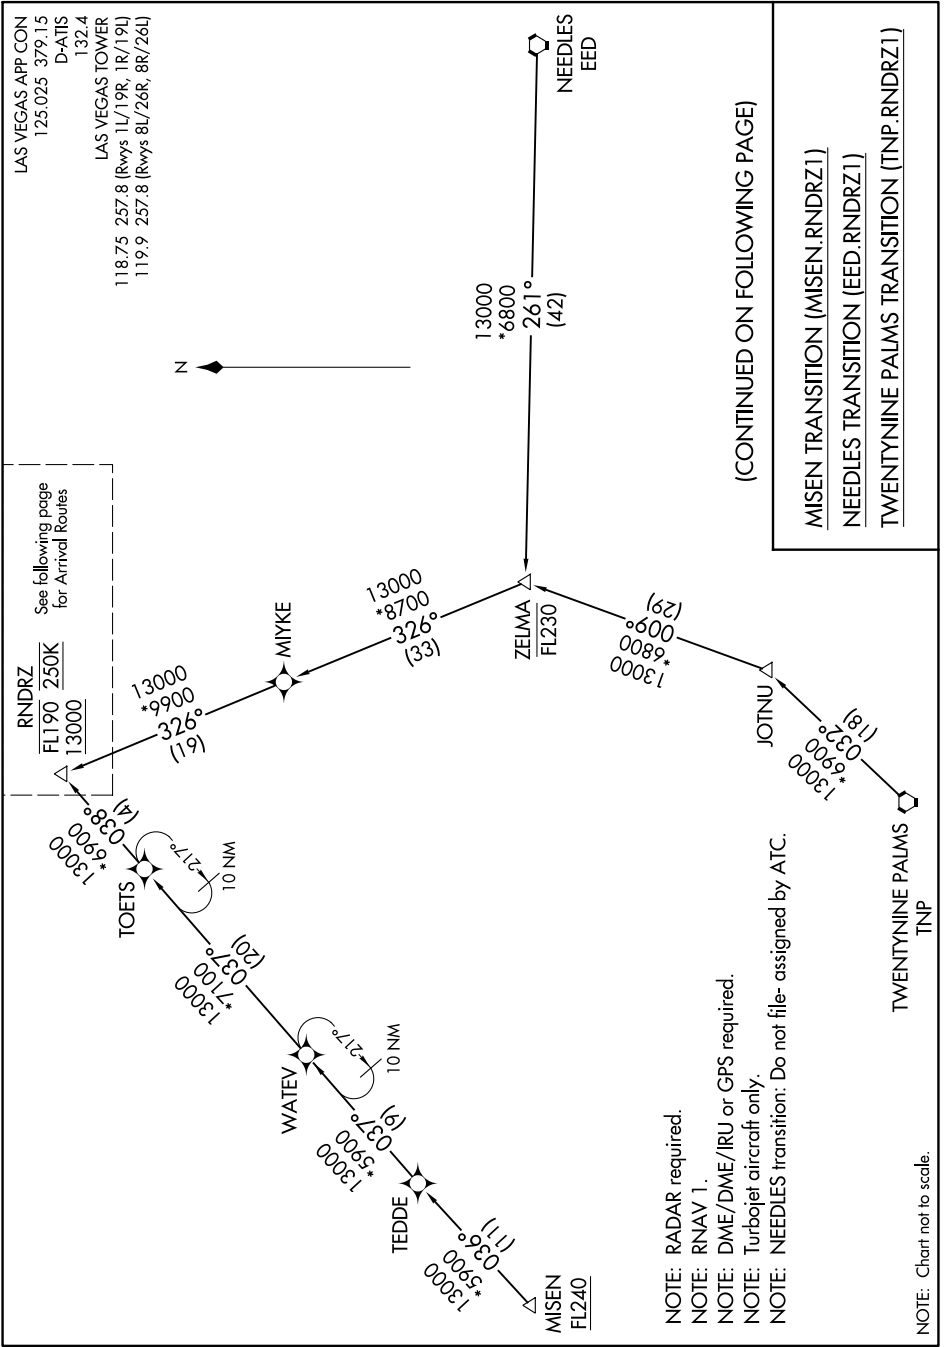 LAS VEGAS APP CON
125.025 379.15
D-ATIS
132.4
LAS VEGAS TOWER
118.75 257.8 (Rwys 1L/19R, 1R/19L)
119.9 257.8 (Rwys 8L/26R, 8R/26L)
N
RNDRZ
FL190 250K
13000
See following page
for Arrival Routes
13000
*6900
038°
(4)
TOETS
217°
10 NM
13000
*7100
037°
(20)
WATEV
217°
10 NM
13000
*5900
037°
(9)
TEDDE
13000
*5900
036°
(11)
MISEN
FL240
13000
*9900
326°
(19)
MIYKE
13000
*8700
326°
(33)
ZELMA
FL230
13000
*6800
261°
(42)
NEEDLES
EED
13000
*6800
009°
(29)
JOTNU
13000
*6900
032°
(18)
TWENTYNINE PALMS
TNP
NOTE: RADAR required.
NOTE: RNAV 1.
NOTE: DME/DME/IRU or GPS required.
NOTE: Turbojet aircraft only.
NOTE: NEEDLES transition: Do not file- assigned by ATC.
(CONTINUED ON FOLLOWING PAGE)
MISEN TRANSITION (MISEN.RNDRZ1)
NEEDLES TRANSITION (EED.RNDRZ1)
TWENTYNINE PALMS TRANSITION (TNP.RNDRZ1)
NOTE: Chart not to scale.